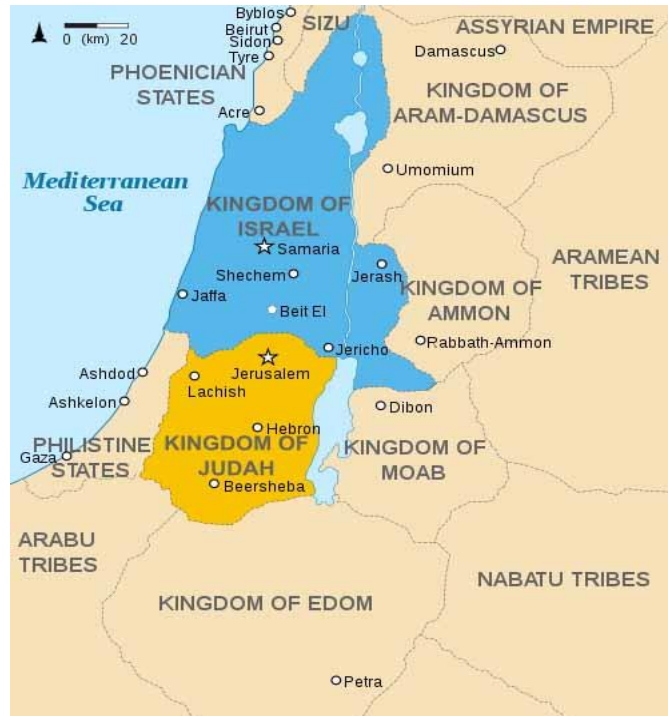 Byblos
Beirut
Sidon
Tyre
SIZU
ASSYRIAN EMPIRE
0 (km) 20
Damascus
PHOENICIAN
STATES
KINGDOM OF
ARAM-DAMASCUS
Acre
Umomium
Mediterranean
Sea
KINGDOM OF
ISRAEL
Samaria
Shechem
Jerash
ARAMEAN
TRIBES
KINGDOM OF
AMMON
Jaffa
Beit El
Rabbath-Ammon
Jericho
Jerusalem
Ashdod
Lachish
Ashkelon
Dibon
Hebron
PHILISTINE
STATES
Gaza
KINGDOM OF
JUDAH
KINGDOM OF
MOAB
Beersheba
ARABU
TRIBES
NABATU TRIBES
KINGDOM OF EDOM
Petra